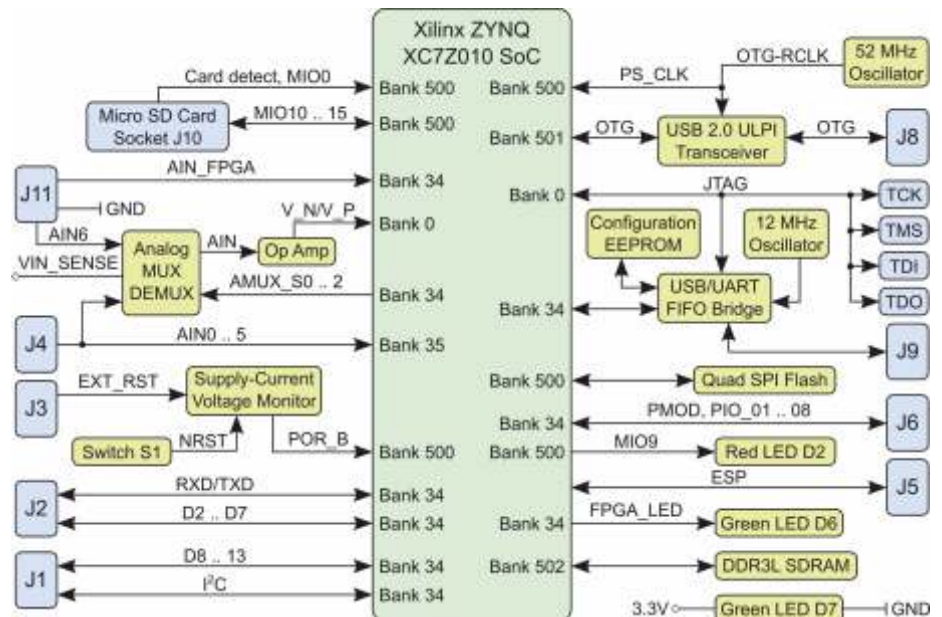 Xilinx ZYNQ
XC7Z010 SoC
Card detect, MIO0
Bank 500
Micro SD Card
Socket J10
MIO10 .. 15
Bank 500
J11
AIN_FPGA
Bank 34
GND
V_N/V_P
Bank 0
AIN6
Analog
MUX
DEMUX
AIN
Op Amp
VIN_SENSE
AMUX_S0 .. 2
Bank 34
J4
AIN0 .. 5
Bank 35
J3
EXT_RST
Supply-Current
Voltage Monitor
Switch S1
NRST
POR_B
Bank 500
J2
RXD/TXD
Bank 34
D2 .. D7
Bank 34
J1
D8 .. 13
Bank 34
I²C
Bank 34
Bank 500
PS_CLK
OTG-RCLK
52 MHz
Oscillator
Bank 501
OTG
USB 2.0 ULPI
Transceiver
OTG
J8
Bank 0
JTAG
TCK
TMS
TDI
TDO
Configuration
EEPROM
12 MHz
Oscillator
Bank 34
USB/UART
FIFO Bridge
J9
Bank 500
Quad SPI Flash
Bank 34
PMOD, PIO_01 .. 08
J6
Bank 500
MIO9
Red LED D2
ESP
J5
Bank 34
FPGA_LED
Green LED D6
Bank 502
DDR3L SDRAM
3.3V
Green LED D7
GND